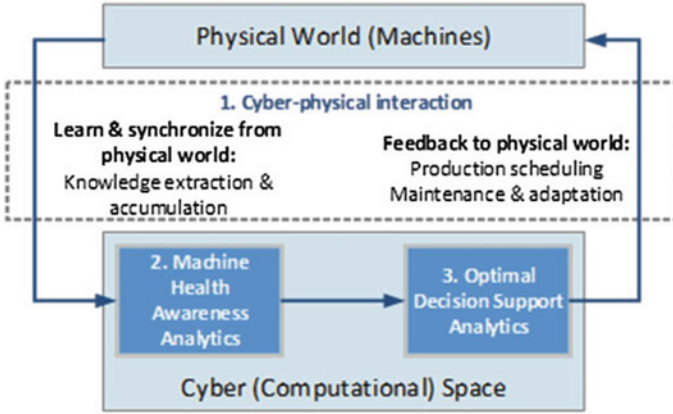 Physical World (Machines)
1. Cyber-physical interaction
Learn & synchronize from
physical world:
Knowledge extraction &
accumulation
Feedback to physical world:
Production scheduling
Maintenance & adaptation
2. Machine
Health
Awareness
Analytics
3. Optimal
Decision Support
Analytics
Cyber (Computational) Space